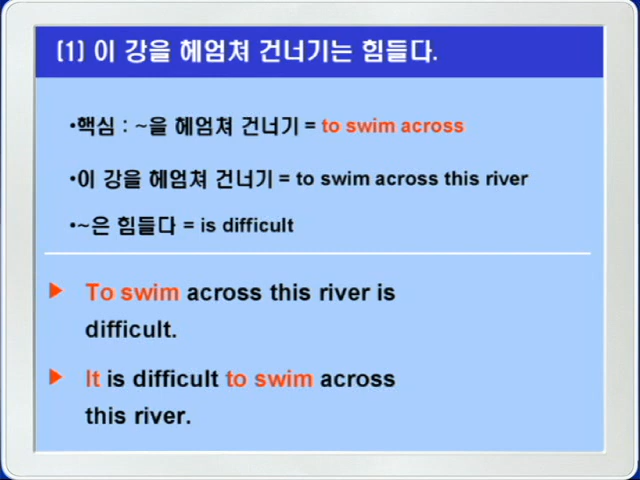 (1) 이 강을 헤엄쳐 건너기는 힘들다.
•핵심 : ~을 헤엄쳐 건너기 = to swim across
•이 강을 헤엄쳐 건너기 = to swim across this river
•~은 힘들다 = is difficult
▶ To swim across this river is
difficult.
▶ It is difficult to swim across
this river.